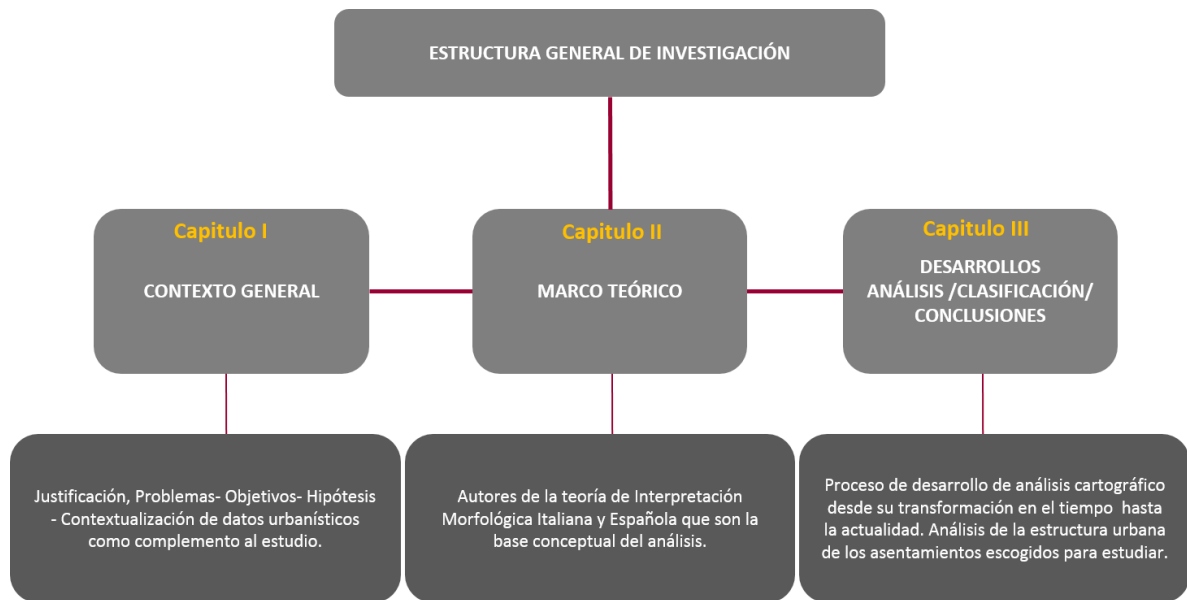 ESTRUCTURA GENERAL DE INVESTIGACIÓN
Capitulo I
CONTEXTO GENERAL
Capitulo II
MARCO TEÓRICO
Capitulo III
DESARROLLOS
ANÁLISIS /CLASIFICACIÓN/
CONCLUSIONES
Justificación, Problemas- Objetivos- Hipótesis
- Contextualización de datos urbanísticos
como complemento al estudio.
Autores de la teoría de Interpretación
Morfológica Italiana y Española que son la
base conceptual del análisis.
Proceso de desarrollo de análisis cartográfico
desde su transformación en el tiempo hasta
la actualidad. Análisis de la estructura urbana
de los asentamientos escogidos para estudiar.